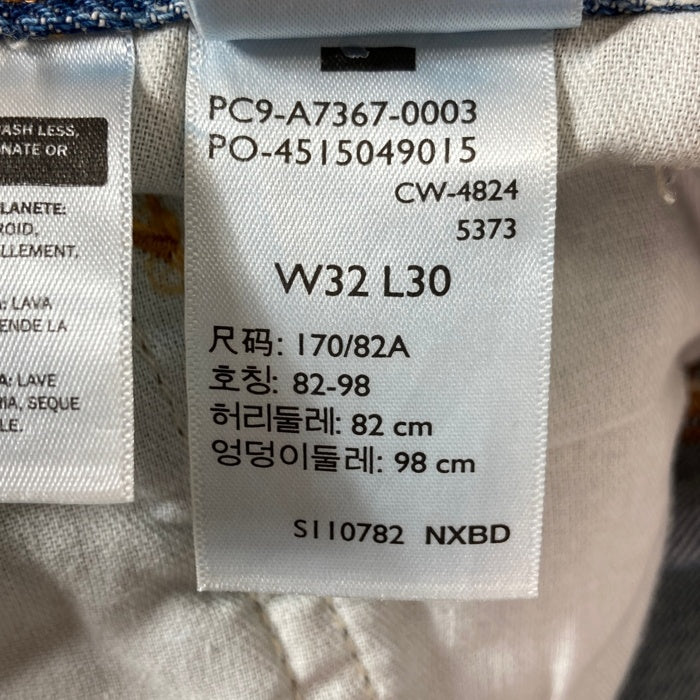 ASH LESS,
NATE OR
LANETE:
ROID,
LLEMENT,
: LAVA
ENDE LA
A: LAVE
RIA, SEQUE
LE.
PC9-A7367-0003
PO-4515049015
CW-4824
5373
W32 L30
尺码: 170/82A
호칭: 82-98
허리둘레: 82 cm
엉덩이둘레: 98 cm
S110782 NXBD